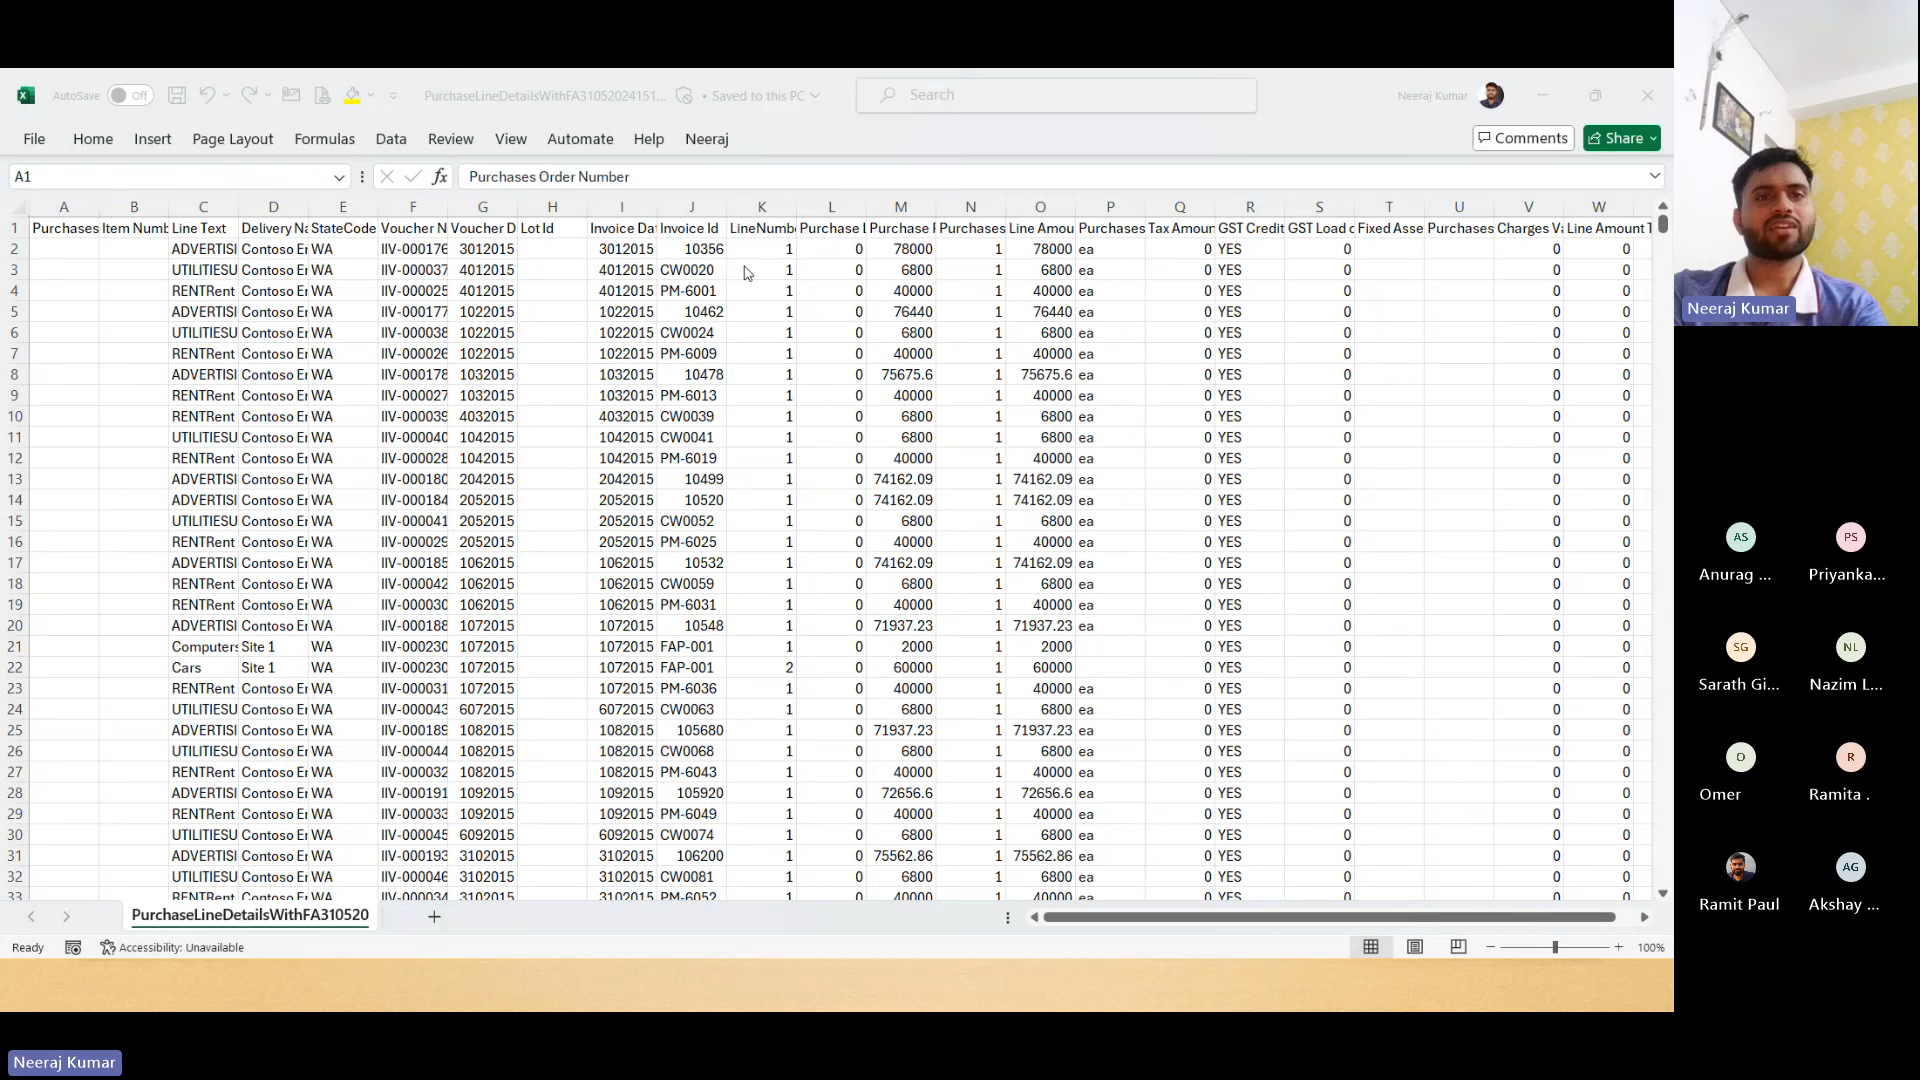 AutoSave Off PurchaseLineDetailsWithFA31052024151... • Saved to this PC Search Neeraj Kumar
File Home Insert Page Layout Formulas Data Review View Automate Help Neeraj Comments Share
A1 fx Purchases Order Number
A B C D E F G H I J K L M N O P Q R S T U V W
1 Purchases Item Numb Line Text Delivery Na StateCode Voucher N Voucher D Lot Id Invoice Da Invoice Id LineNumbe Purchase L Purchase P Purchases Line Amou Purchases Tax Amoun GST Credit GST Load o Fixed Asse Purchases Charges Va Line Amount T
2 ADVERTISI Contoso Er WA IIV-000176 3012015 3012015 10356 1 0 78000 1 78000 ea 0 YES 0 0 0
3 UTILITIESU Contoso Er WA IIV-000037 4012015 4012015 CW0020 1 0 6800 1 6800 ea 0 YES 0 0 0
4 RENTRent Contoso Er WA IIV-000025 4012015 4012015 PM-6001 1 0 40000 1 40000 ea 0 YES 0 0 0
5 ADVERTISI Contoso Er WA IIV-000177 1022015 1022015 10462 1 0 76440 1 76440 ea 0 YES 0 0 0
6 UTILITIESU Contoso Er WA IIV-000038 1022015 1022015 CW0024 1 0 6800 1 6800 ea 0 YES 0 0 0
7 RENTRent Contoso Er WA IIV-000026 1022015 1022015 PM-6009 1 0 40000 1 40000 ea 0 YES 0 0 0
8 ADVERTISI Contoso Er WA IIV-000178 1032015 1032015 10478 1 0 75675.6 1 75675.6 ea 0 YES 0 0 0
9 RENTRent Contoso Er WA IIV-000027 1032015 1032015 PM-6013 1 0 40000 1 40000 ea 0 YES 0 0 0
10 RENTRent Contoso Er WA IIV-000039 4032015 4032015 CW0039 1 0 6800 1 6800 ea 0 YES 0 0 0
11 UTILITIESU Contoso Er WA IIV-000040 1042015 1042015 CW0041 1 0 6800 1 6800 ea 0 YES 0 0 0
12 RENTRent Contoso Er WA IIV-000028 1042015 1042015 PM-6019 1 0 40000 1 40000 ea 0 YES 0 0 0
13 ADVERTISI Contoso Er WA IIV-000180 2042015 2042015 10499 1 0 74162.09 1 74162.09 ea 0 YES 0 0 0
14 ADVERTISI Contoso Er WA IIV-000184 2052015 2052015 10520 1 0 74162.09 1 74162.09 ea 0 YES 0 0 0
15 UTILITIESU Contoso Er WA IIV-000041 2052015 2052015 CW0052 1 0 6800 1 6800 ea 0 YES 0 0 0
16 RENTRent Contoso Er WA IIV-000029 2052015 2052015 PM-6025 1 0 40000 1 40000 ea 0 YES 0 0 0
17 ADVERTISI Contoso Er WA IIV-000185 1062015 1062015 10532 1 0 74162.09 1 74162.09 ea 0 YES 0 0 0
18 RENTRent Contoso Er WA IIV-000042 1062015 1062015 CW0059 1 0 6800 1 6800 ea 0 YES 0 0 0
19 RENTRent Contoso Er WA IIV-000030 1062015 1062015 PM-6031 1 0 40000 1 40000 ea 0 YES 0 0 0
20 ADVERTISI Contoso Er WA IIV-000188 1072015 1072015 10548 1 0 71937.23 1 71937.23 ea 0 YES 0 0 0
21 Computers Site 1 WA IIV-000230 1072015 1072015 FAP-001 1 0 2000 1 2000 0 YES 0 0 0
22 Cars Site 1 WA IIV-000230 1072015 1072015 FAP-001 2 0 60000 1 60000 0 YES 0 0 0
23 RENTRent Contoso Er WA IIV-000031 1072015 1072015 PM-6036 1 0 40000 1 40000 ea 0 YES 0 0 0
24 UTILITIESU Contoso Er WA IIV-000043 6072015 6072015 CW0063 1 0 6800 1 6800 ea 0 YES 0 0 0
25 ADVERTISI Contoso Er WA IIV-000189 1082015 1082015 105680 1 0 71937.23 1 71937.23 ea 0 YES 0 0 0
26 UTILITIESU Contoso Er WA IIV-000044 1082015 1082015 CW0068 1 0 6800 1 6800 ea 0 YES 0 0 0
27 RENTRent Contoso Er WA IIV-000032 1082015 1082015 PM-6043 1 0 40000 1 40000 ea 0 YES 0 0 0
28 ADVERTISI Contoso Er WA IIV-000191 1092015 1092015 105920 1 0 72656.6 1 72656.6 ea 0 YES 0 0 0
29 RENTRent Contoso Er WA IIV-000033 1092015 1092015 PM-6049 1 0 40000 1 40000 ea 0 YES 0 0 0
30 UTILITIESU Contoso Er WA IIV-000045 6092015 6092015 CW0074 1 0 6800 1 6800 ea 0 YES 0 0 0
31 ADVERTISI Contoso Er WA IIV-000193 3102015 3102015 106200 1 0 75562.86 1 75562.86 ea 0 YES 0 0 0
32 UTILITIESU Contoso Er WA IIV-000046 3102015 3102015 CW0081 1 0 6800 1 6800 ea 0 YES 0 0 0
33 RENTRent Contoso Er WA IIV-000034 3102015 3102015 PM-6052 1 0 40000 1 40000 ea 0 YES 0 0 0
PurchaseLineDetailsWithFA310520
Ready Accessibility: Unavailable 100%
Neeraj Kumar
AS PS
Anurag ... Priyanka...
SG NL
Sarath Gi... Nazim L...
O R
Omer Ramita .
AG
Ramit Paul Akshay ...
Neeraj Kumar